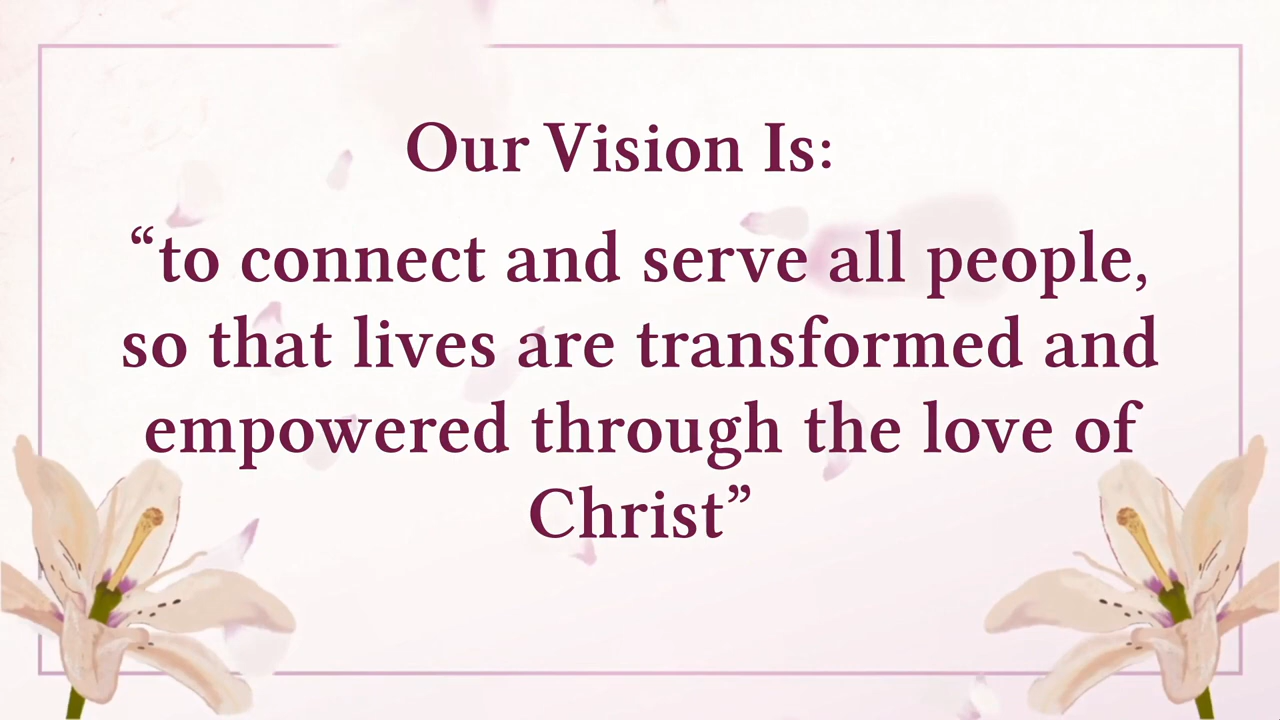 Our Vision Is:
“to connect and serve all people,
so that lives are transformed and
empowered through the love of
Christ”